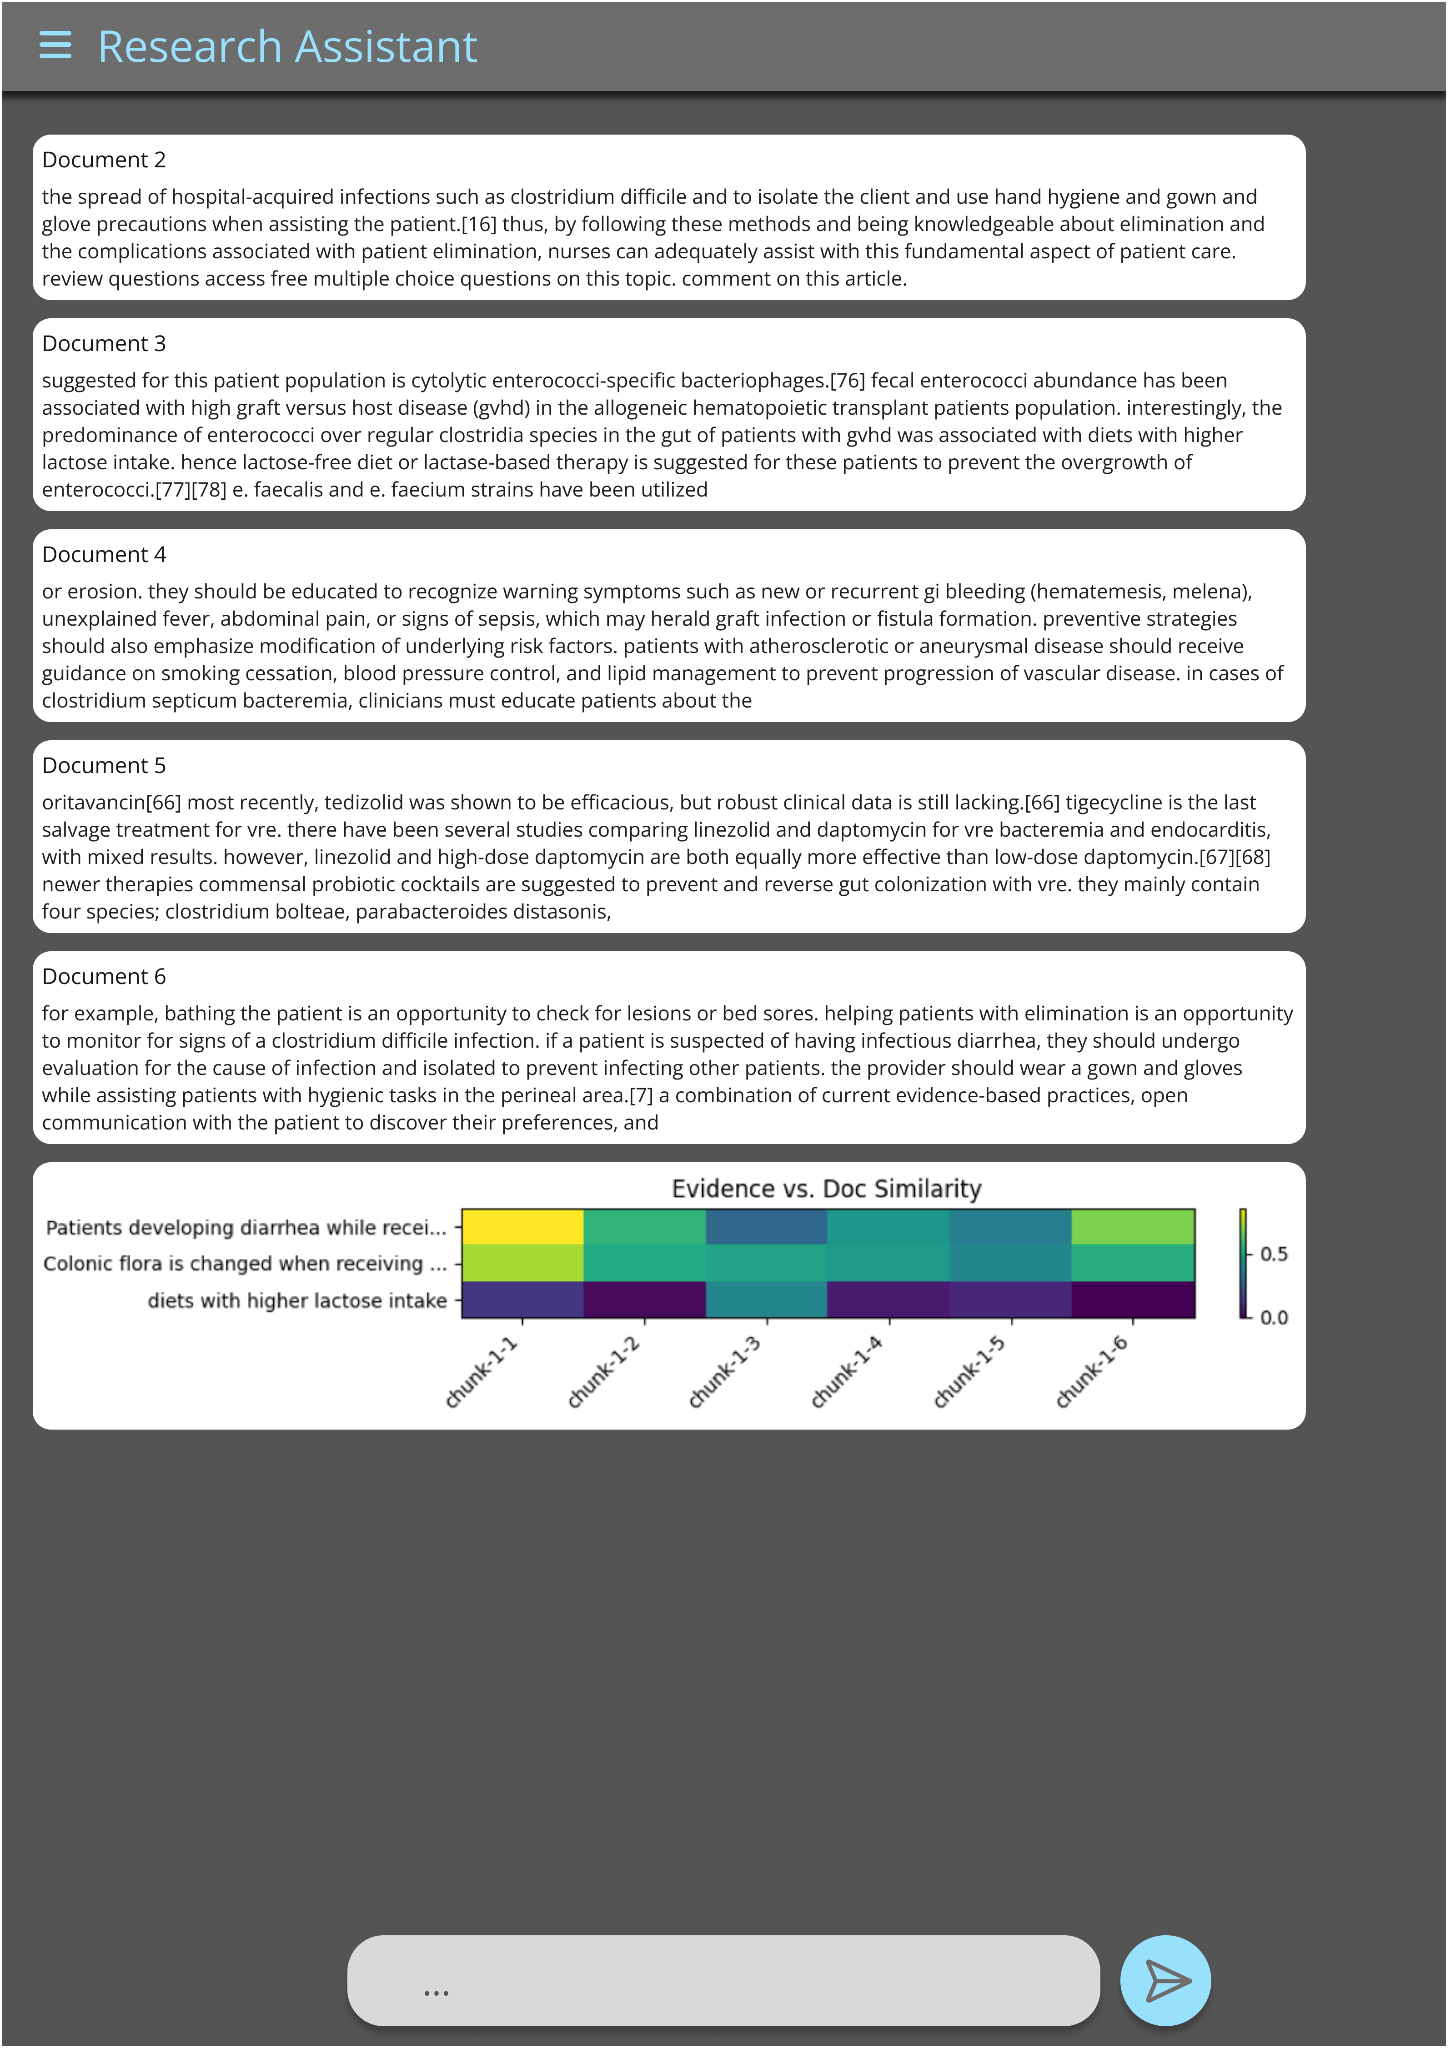 Research Assistant
Document 2
the spread of hospital-acquired infections such as clostridium difficile and to isolate the client and use hand hygiene and gown and
glove precautions when assisting the patient.[16] thus, by following these methods and being knowledgeable about elimination and
the complications associated with patient elimination, nurses can adequately assist with this fundamental aspect of patient care.
review questions access free multiple choice questions on this topic. comment on this article.
Document 3
suggested for this patient population is cytolytic enterococci-specific bacteriophages.[76] fecal enterococci abundance has been
associated with high graft versus host disease (gvhd) in the allogeneic hematopoietic transplant patients population. interestingly, the
predominance of enterococci over regular clostridia species in the gut of patients with gvhd was associated with diets with higher
lactose intake. hence lactose-free diet or lactase-based therapy is suggested for these patients to prevent the overgrowth of
enterococci.[77][78] e. faecalis and e. faecium strains have been utilized
Document 4
or erosion. they should be educated to recognize warning symptoms such as new or recurrent gi bleeding (hematemesis, melena),
unexplained fever, abdominal pain, or signs of sepsis, which may herald graft infection or fistula formation. preventive strategies
should also emphasize modification of underlying risk factors. patients with atherosclerotic or aneurysmal disease should receive
guidance on smoking cessation, blood pressure control, and lipid management to prevent progression of vascular disease. in cases of
clostridium septicum bacteremia, clinicians must educate patients about the
Document 5
oritavancin[66] most recently, tedizolid was shown to be efficacious, but robust clinical data is still lacking.[66] tigecycline is the last
salvage treatment for vre. there have been several studies comparing linezolid and daptomycin for vre bacteremia and endocarditis,
with mixed results. however, linezolid and high-dose daptomycin are both equally more effective than low-dose daptomycin.[67][68]
newer therapies commensal probiotic cocktails are suggested to prevent and reverse gut colonization with vre. they mainly contain
four species; clostridium bolteae, parabacteroides distasonis,
Document 6
for example, bathing the patient is an opportunity to check for lesions or bed sores. helping patients with elimination is an opportunity
to monitor for signs of a clostridium difficile infection. if a patient is suspected of having infectious diarrhea, they should undergo
evaluation for the cause of infection and isolated to prevent infecting other patients. the provider should wear a gown and gloves
while assisting patients with hygienic tasks in the perineal area.[7] a combination of current evidence-based practices, open
communication with the patient to discover their preferences, and
Evidence vs. Doc Similarity
Patients developing diarrhea while recei...
Colonic flora is changed when receiving ...
diets with higher lactose intake
0.5
0.0
chunk-1-1
chunk-1-2
chunk-1-3
chunk-1-4
chunk-1-5
chunk-1-6
...